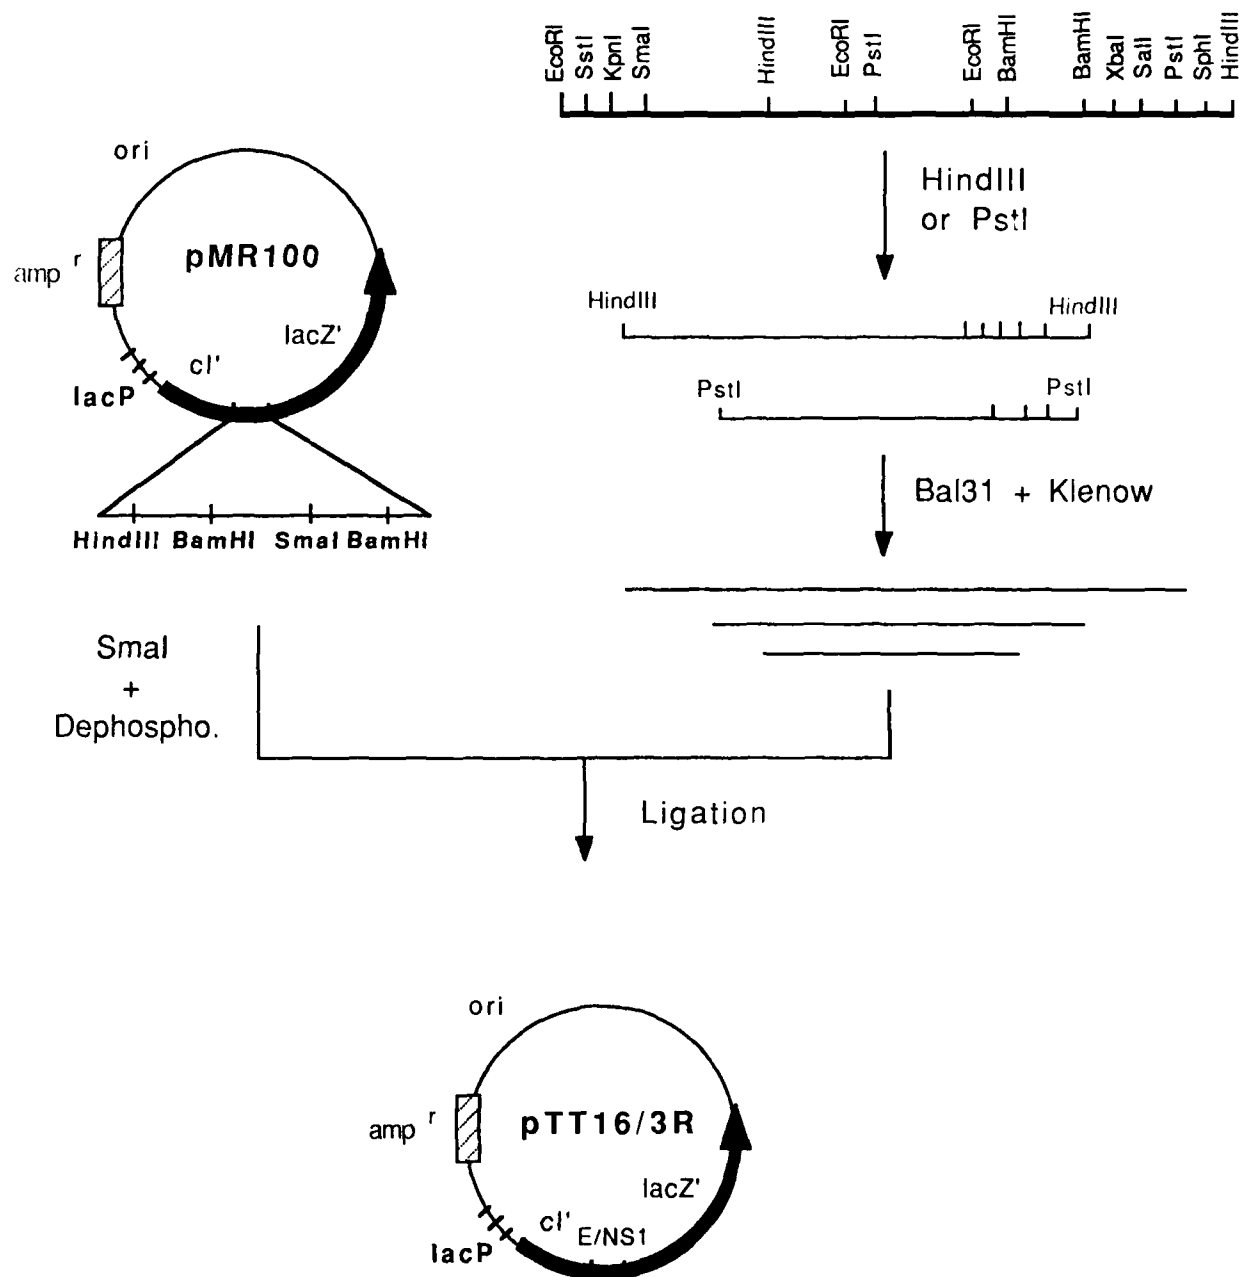 EcoRI
SstI
KpnI
SmaI
HindIII
EcoRI
PstI
EcoRI
BamHI
BamHI
XbaI
SalI
PstI
SphI
HindIII
ori
pMR100
amp r
lacZ'
cI'
lacP
HindIII BamHI SmaI BamHI
HindIII
or PstI
HindIII
HindIII
PstI
PstI
Bal31 + Klenow
SmaI
+
Dephospho.
Ligation
ori
amp r
pTT16/3R
lacZ'
cI'
E/NS1
lacP